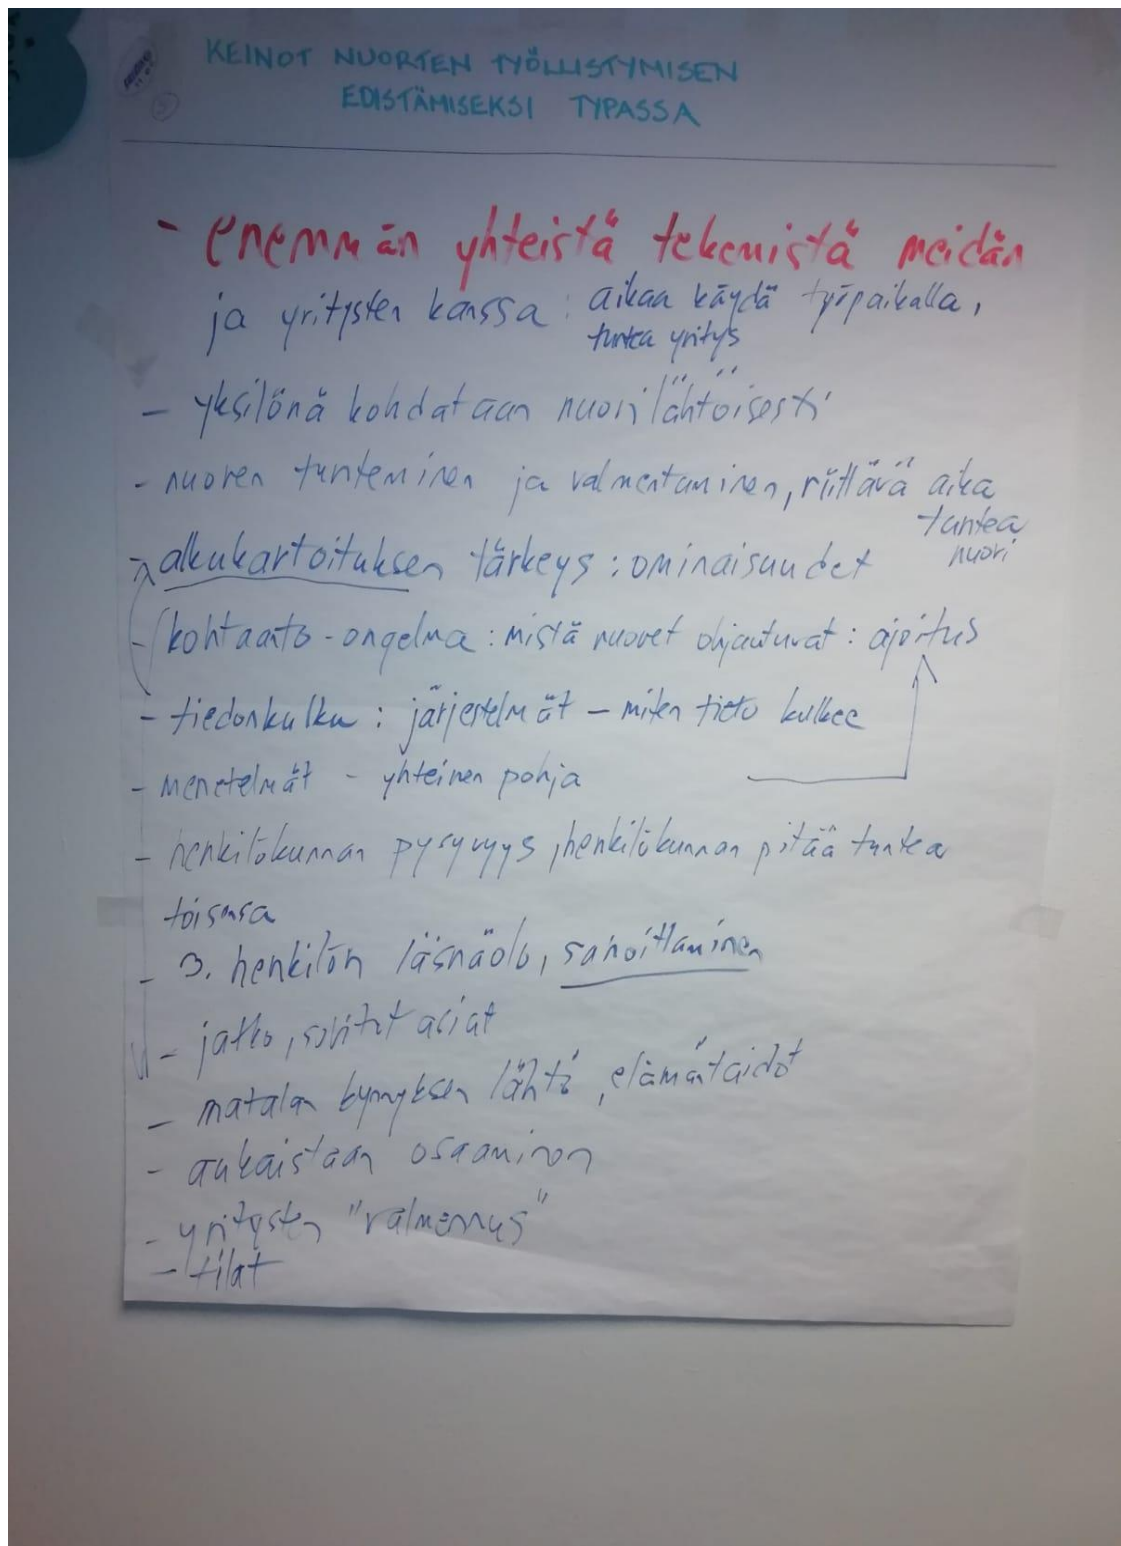 KEINOT NUORTEN TYÖLLISTYMISEN
EDISTÄMISEKSI TYPASSA
- enemmän yhteistä tekemistä meidän
ja yritysten kanssa : aikaa käydä työpaikalla,
tuntea yritys
- yksilönä kohdataan nuorilähtöisesti
- nuoren tunteminen ja valmentaminen, riittävä aika
tuntea
nuori
- alkukartoituksen tärkeys : ominaisuudet
- kohtaanto-ongelma : mistä nuoret ohjautuvat : ajoitus
- tiedonkulku : järjestelmät – miten tieto kulkee
- menetelmät - yhteinen pohja
- henkilökunnan pysyvyys, henkilökunnan pitää tuntea
toisensa
- 3. henkilön läsnäolo, sanoittaminen
- jatko, sovitut asiat
- matalan kynnyksen lähtö, elämäntaidot
- aukaistaan osaaminen
- yritysten "valmennus"
- tilat